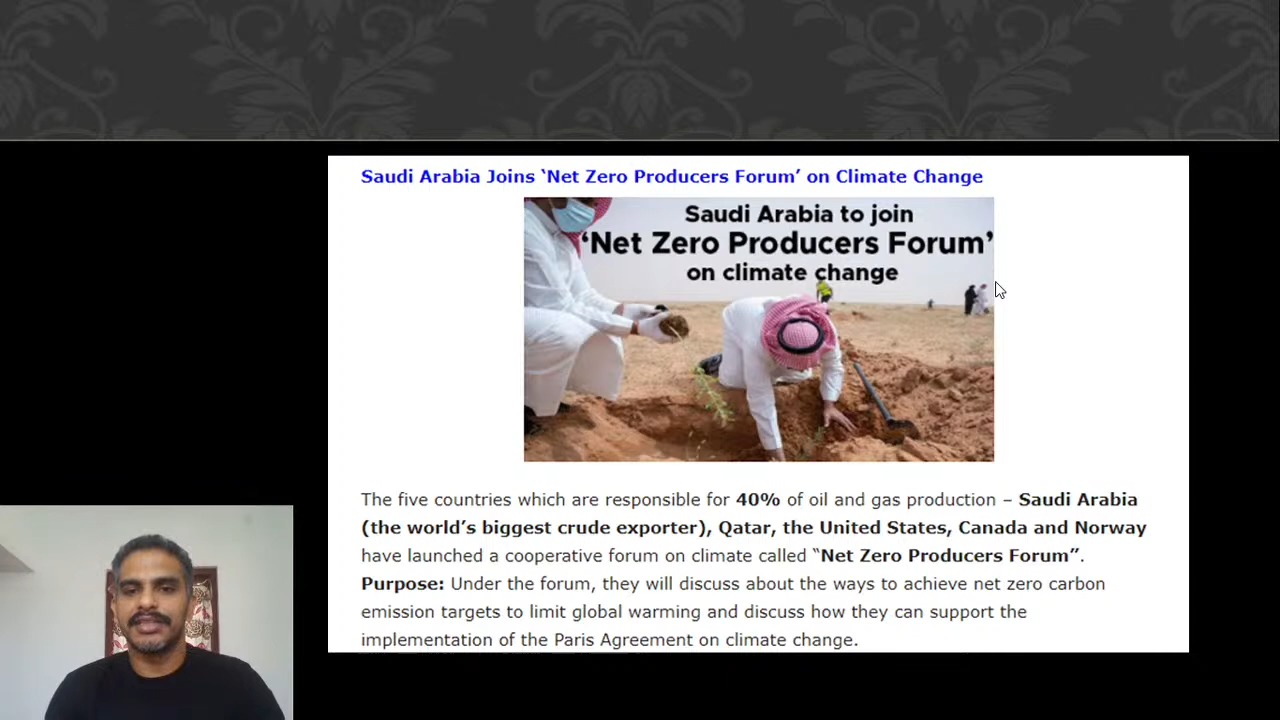 Saudi Arabia Joins ‘Net Zero Producers Forum’ on Climate Change
Saudi Arabia to join
‘Net Zero Producers Forum’
on climate change
The five countries which are responsible for 40% of oil and gas production – Saudi Arabia
(the world’s biggest crude exporter), Qatar, the United States, Canada and Norway
have launched a cooperative forum on climate called “Net Zero Producers Forum”.
Purpose: Under the forum, they will discuss about the ways to achieve net zero carbon
emission targets to limit global warming and discuss how they can support the
implementation of the Paris Agreement on climate change.